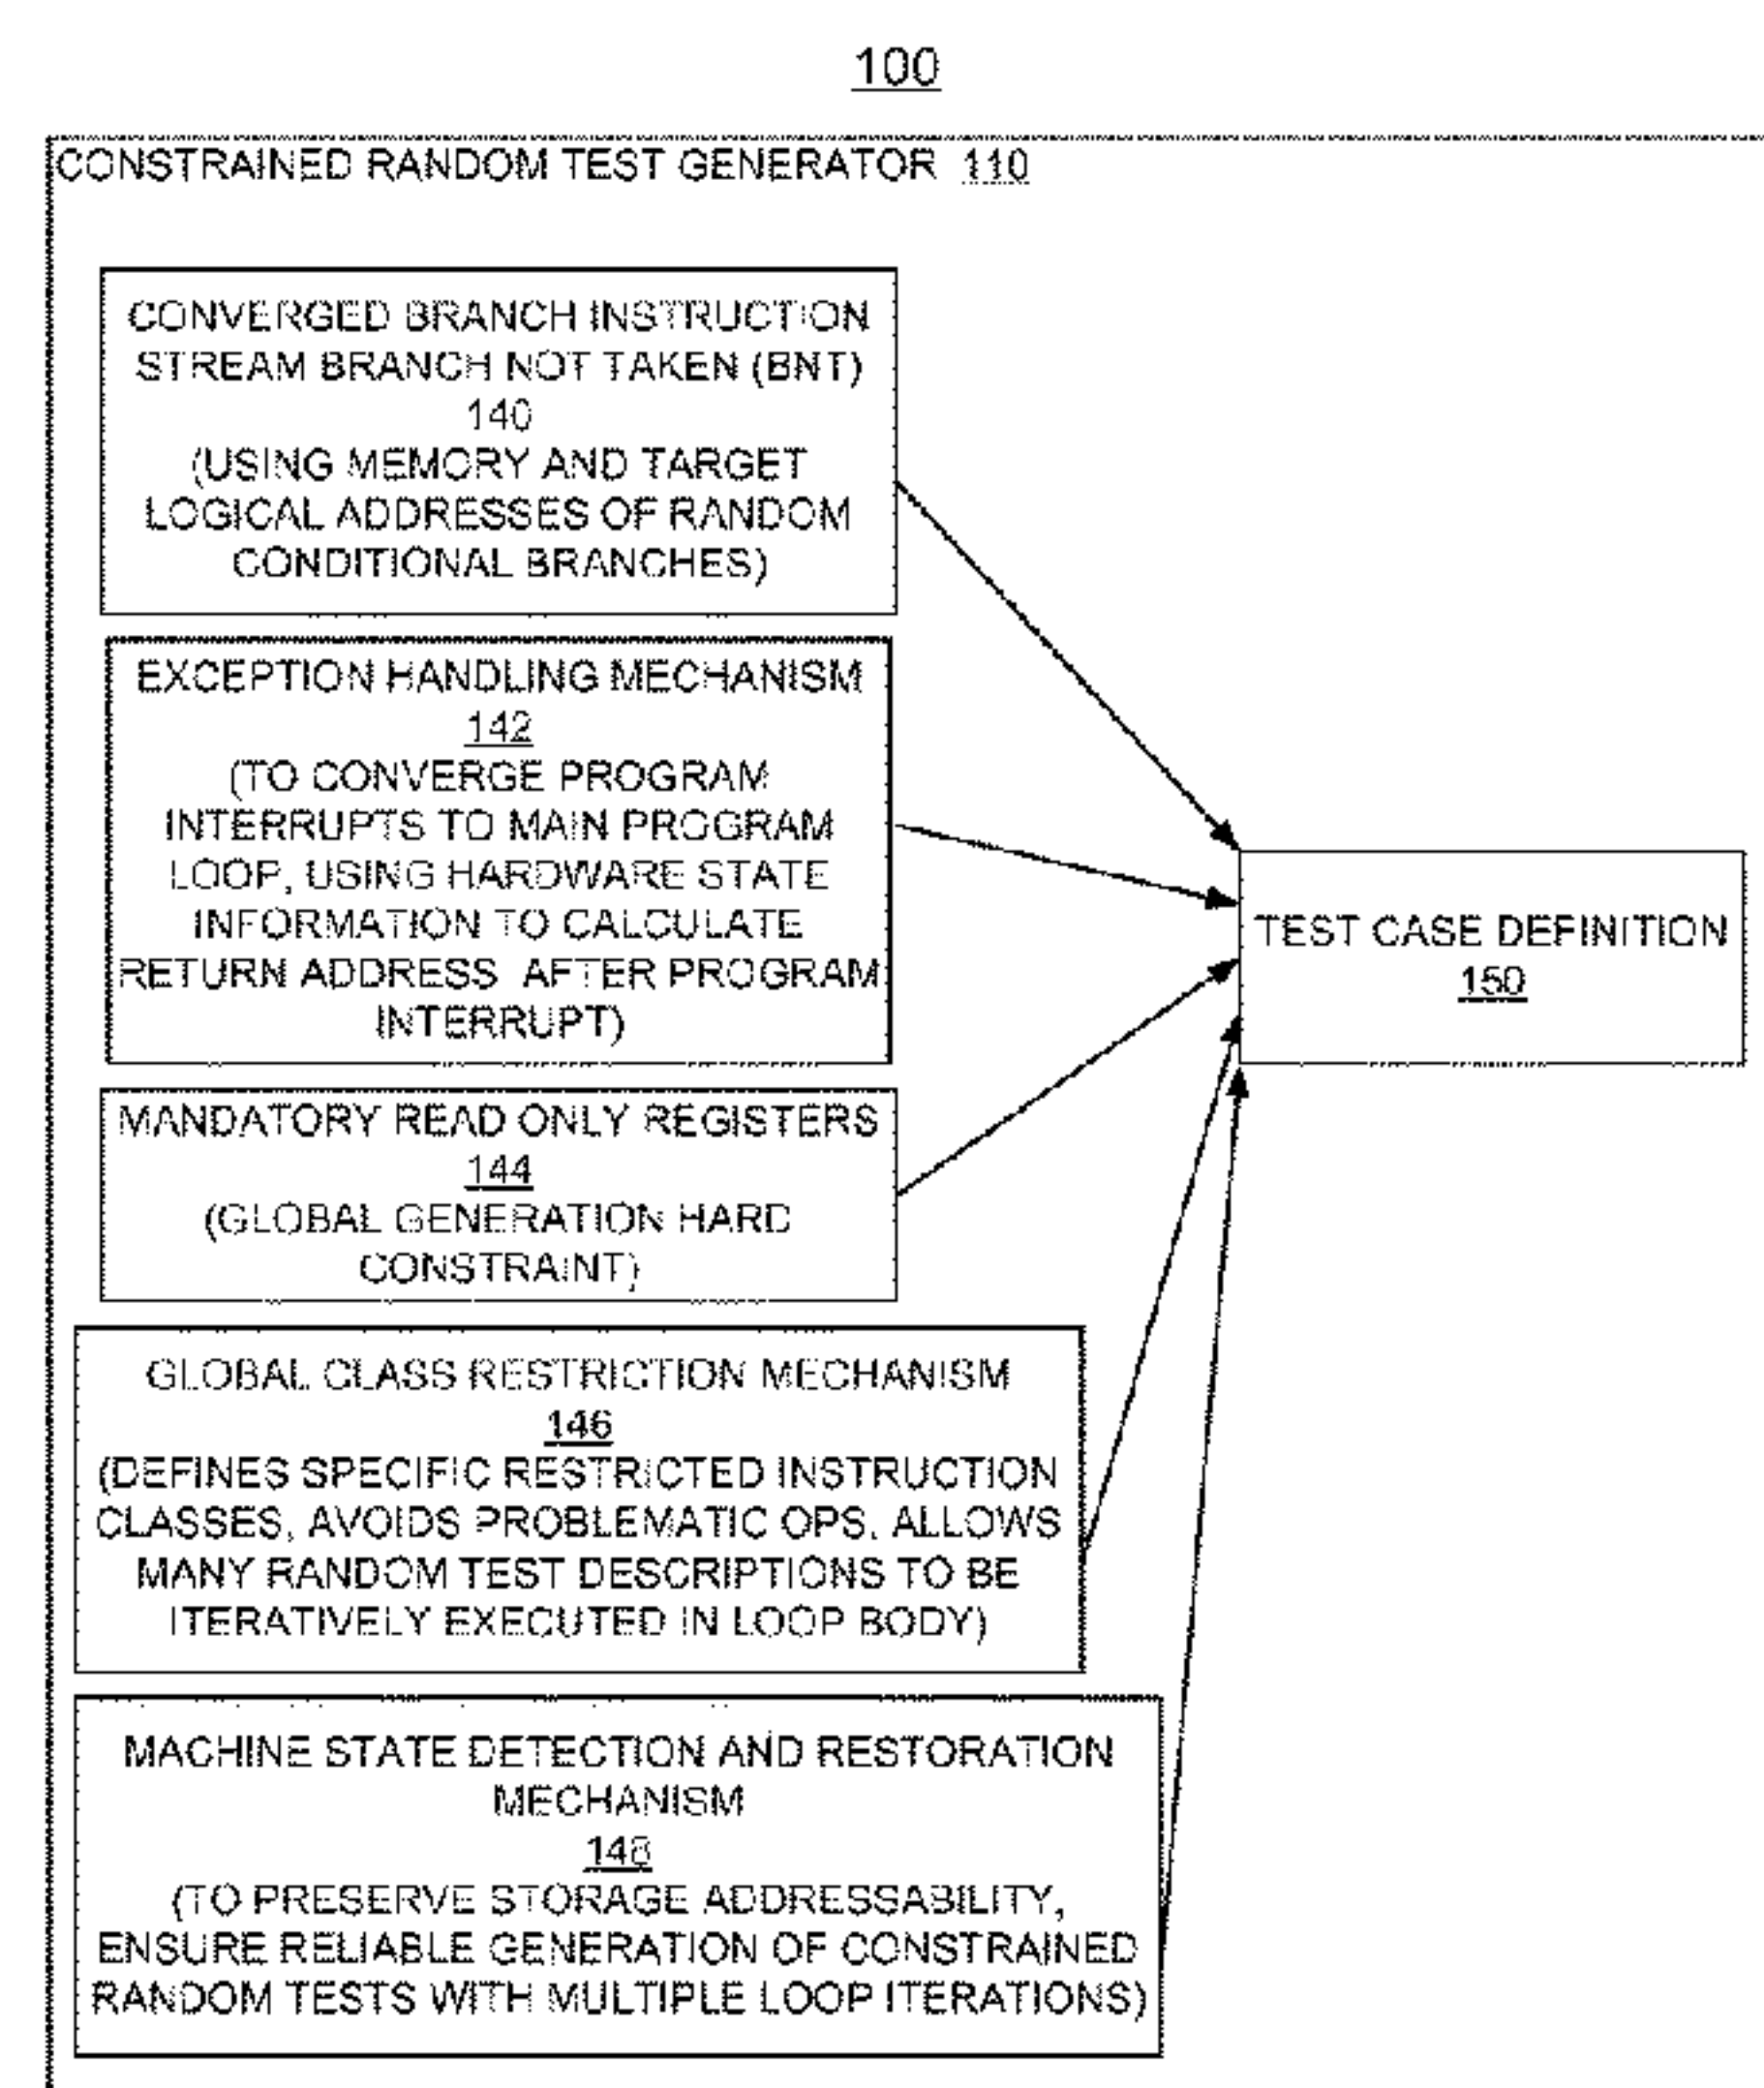 100
CONSTRAINED RANDOM TEST GENERATOR 110
CONVERGED BRANCH INSTRUCTION
STREAM BRANCH NOT TAKEN (BNT)
140
(USING MEMORY AND TARGET
LOGICAL ADDRESSES OF RANDOM
CONDITIONAL BRANCHES)
EXCEPTION HANDLING MECHANISM
142
(TO CONVERGE PROGRAM
INTERRUPTS TO MAIN PROGRAM
LOOP, USING HARDWARE STATE
INFORMATION TO CALCULATE
RETURN ADDRESS AFTER PROGRAM
INTERRUPT)
MANDATORY READ ONLY REGISTERS
144
(GLOBAL GENERATION HARD
CONSTRAINT)
GLOBAL CLASS RESTRICTION MECHANISM
146
(DEFINES SPECIFIC RESTRICTED INSTRUCTION
CLASSES, AVOIDS PROBLEMATIC OPS, ALLOWS
MANY RANDOM TEST DESCRIPTIONS TO BE
ITERATIVELY EXECUTED IN LOOP BODY)
MACHINE STATE DETECTION AND RESTORATION
MECHANISM
148
(TO PRESERVE STORAGE ADDRESSABILITY,
ENSURE RELIABLE GENERATION OF CONSTRAINED
RANDOM TESTS WITH MULTIPLE LOOP ITERATIONS)
TEST CASE DEFINITION
150